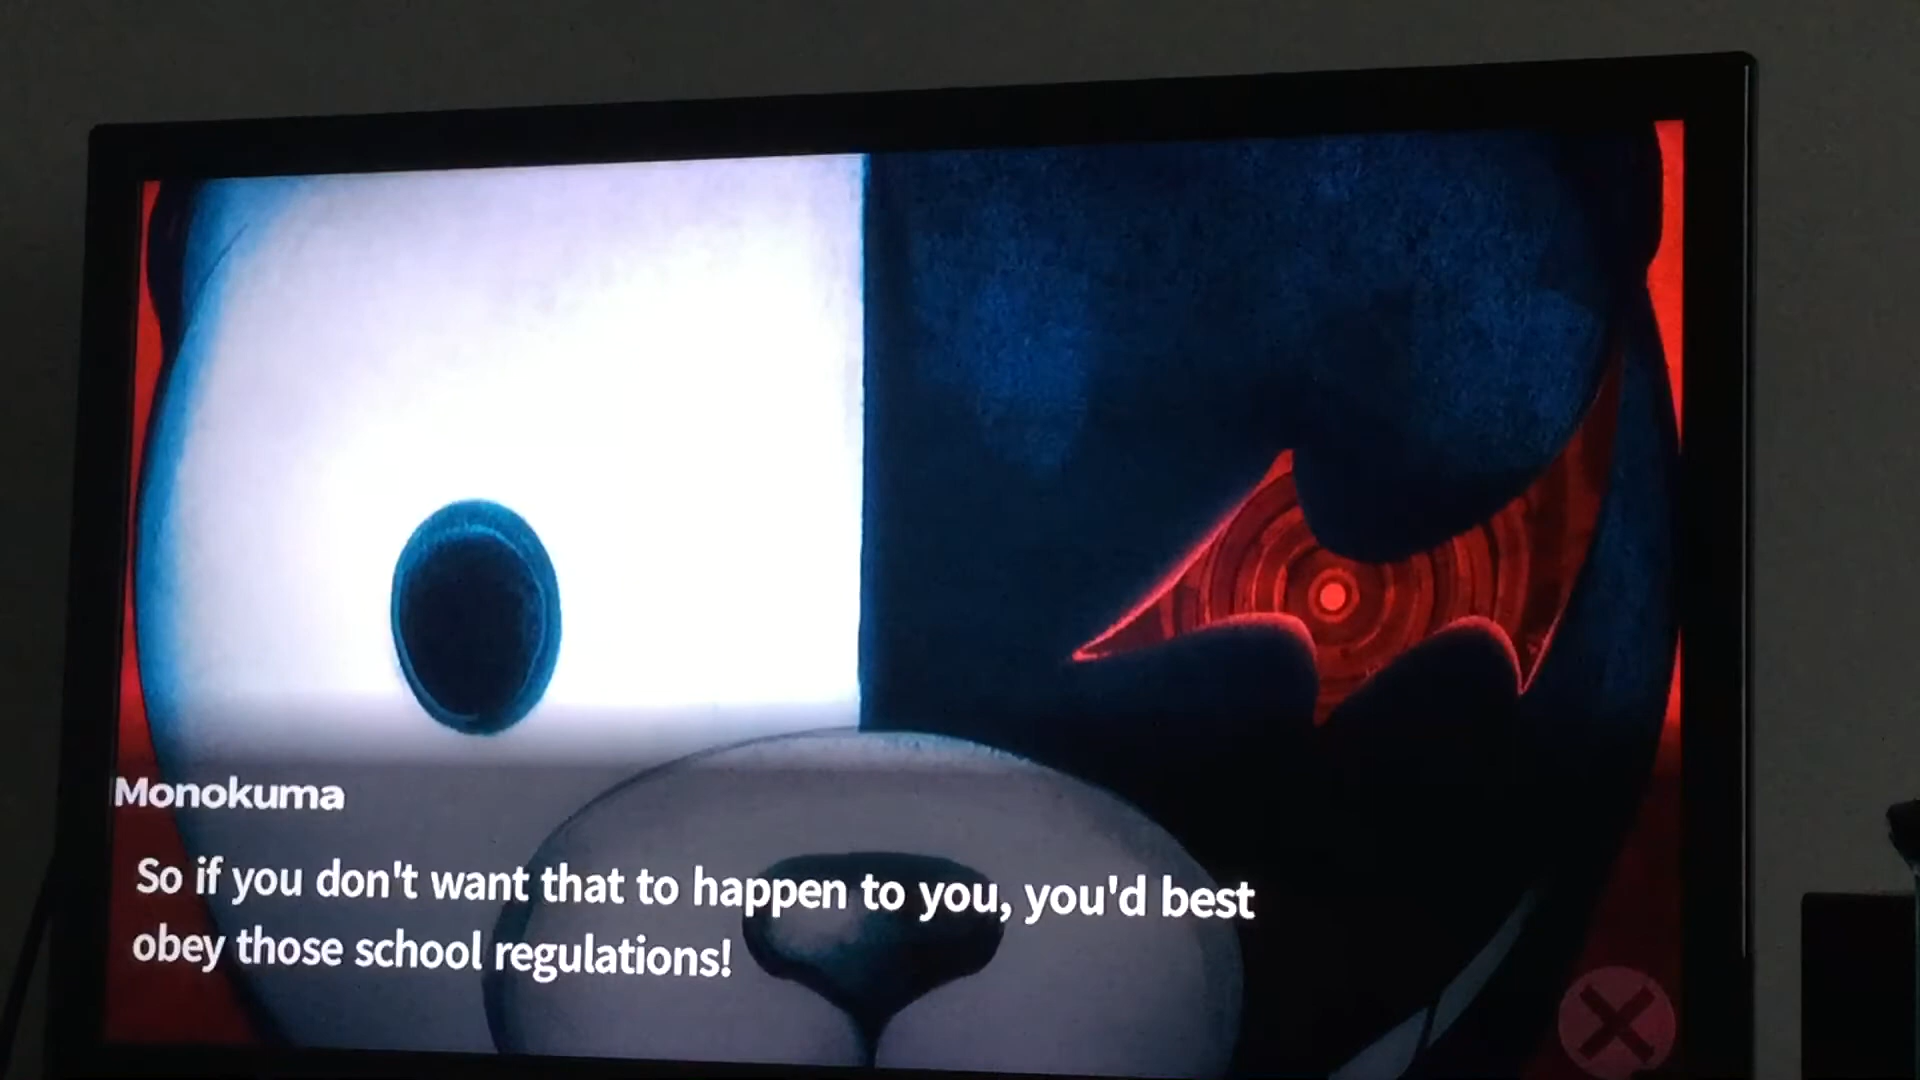 Monokuma
So if you don't want that to happen to you, you'd best
obey those school regulations!